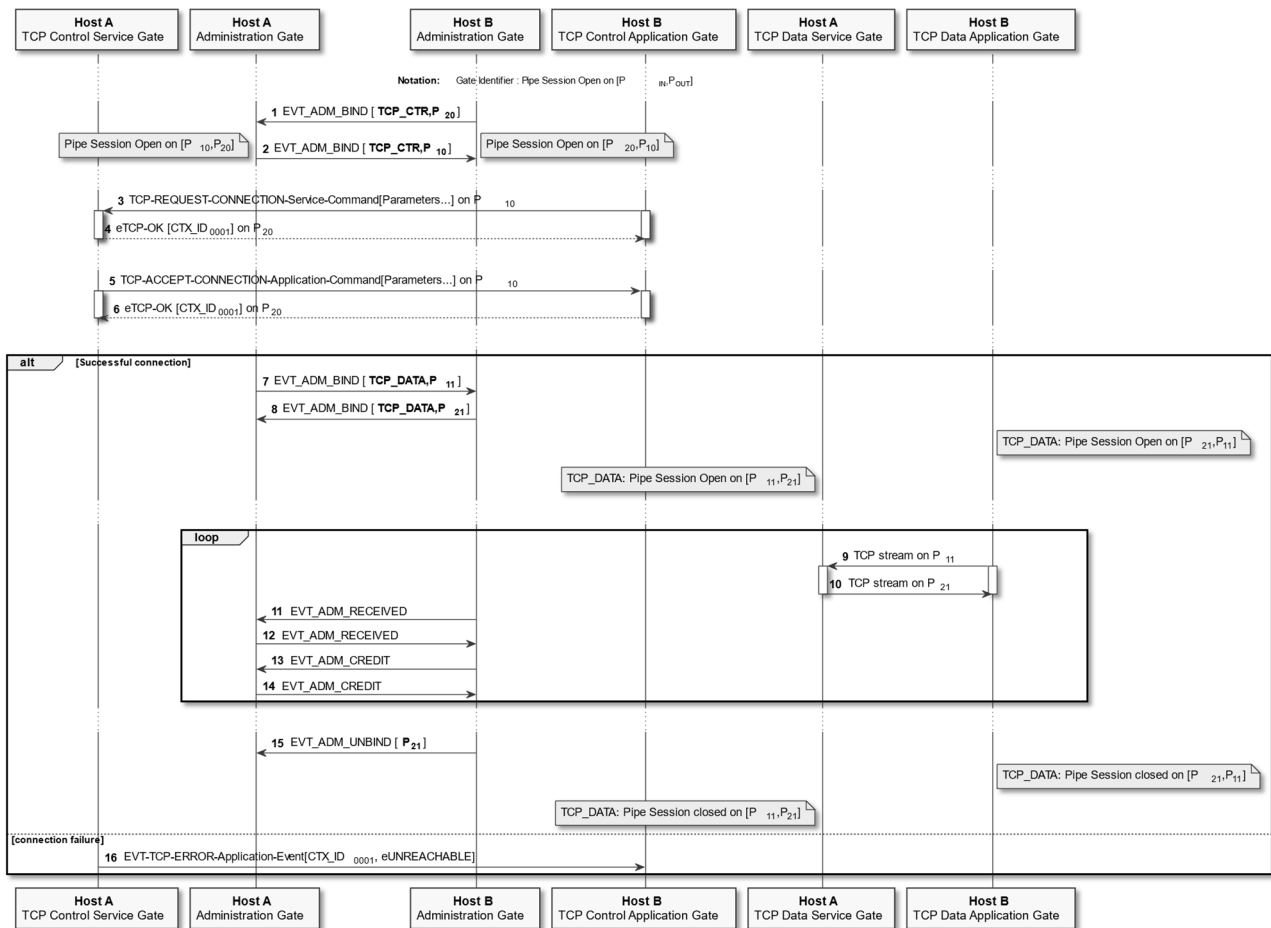 Host A
TCP Control Service Gate
Host A
Administration Gate
Host B
Administration Gate
Host B
TCP Control Application Gate
Host A
TCP Data Service Gate
Host B
TCP Data Application Gate
Notation: Gate Identifier : Pipe Session Open on [P IN,POUT]
1 EVT_ADM_BIND [ TCP_CTR,P 20]
Pipe Session Open on [P 10,P20]
2 EVT_ADM_BIND [ TCP_CTR,P 10]
Pipe Session Open on [P 20,P10]
3 TCP-REQUEST-CONNECTION-Service-Command[Parameters...] on P 10
4 eTCP-OK [CTX_ID0001] on P20
5 TCP-ACCEPT-CONNECTION-Application-Command[Parameters...] on P 10
6 eTCP-OK [CTX_ID0001] on P20
alt [Successful connection]
7 EVT_ADM_BIND [ TCP_DATA,P 11]
8 EVT_ADM_BIND [ TCP_DATA,P 21]
TCP_DATA: Pipe Session Open on [P 21,P11]
TCP_DATA: Pipe Session Open on [P 11,P21]
loop
9 TCP stream on P 11
10 TCP stream on P 21
11 EVT_ADM_RECEIVED
12 EVT_ADM_RECEIVED
13 EVT_ADM_CREDIT
14 EVT_ADM_CREDIT
15 EVT_ADM_UNBIND [ P21]
TCP_DATA: Pipe Session closed on [P 21,P11]
TCP_DATA: Pipe Session closed on [P 11,P21]
[connection failure]
16 EVT-TCP-ERROR-Application-Event[CTX_ID 0001, eUNREACHABLE]
Host A
TCP Control Service Gate
Host A
Administration Gate
Host B
Administration Gate
Host B
TCP Control Application Gate
Host A
TCP Data Service Gate
Host B
TCP Data Application Gate